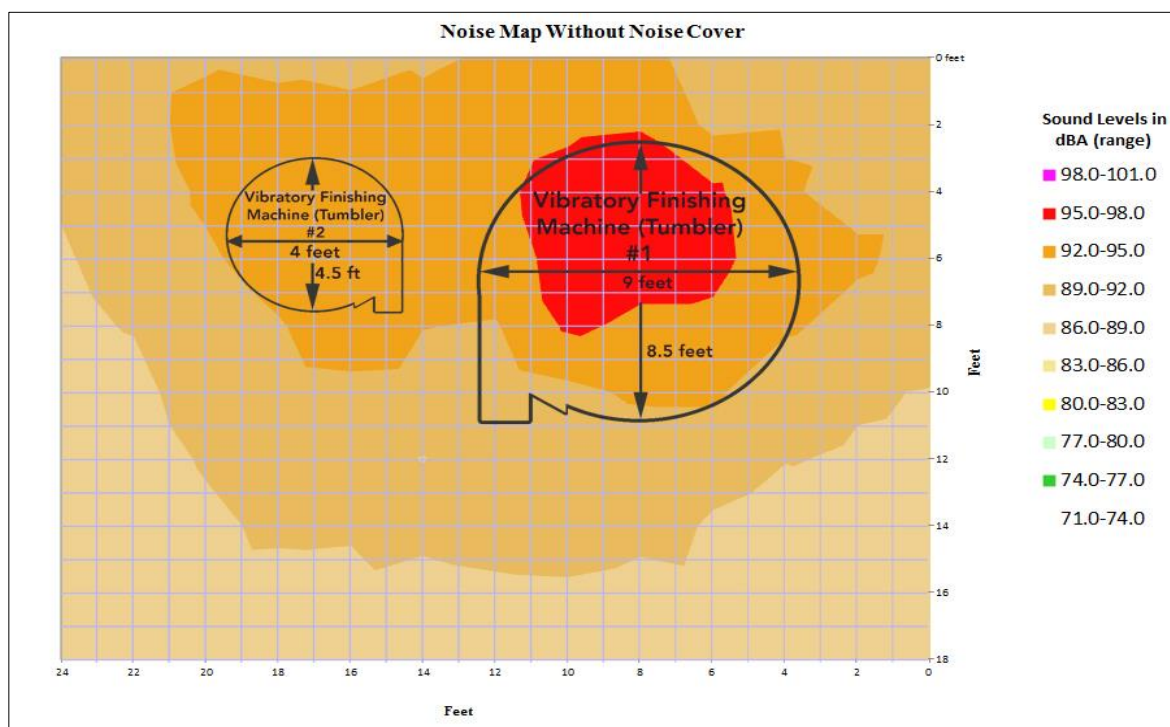 Noise Map Without Noise Cover
0 feet
2
4
6
8
10
12
14
16
18
Feet
Vibratory Finishing
Machine (Tumbler)
#2
4 feet
4.5 ft
Vibratory Finishing
Machine (Tumbler)
#1
9 feet
8.5 feet
24 22 20 18 16 14 12 10 8 6 4 2 0
Feet
Sound Levels in
dBA (range)
98.0-101.0
95.0-98.0
92.0-95.0
89.0-92.0
86.0-89.0
83.0-86.0
80.0-83.0
77.0-80.0
74.0-77.0
71.0-74.0